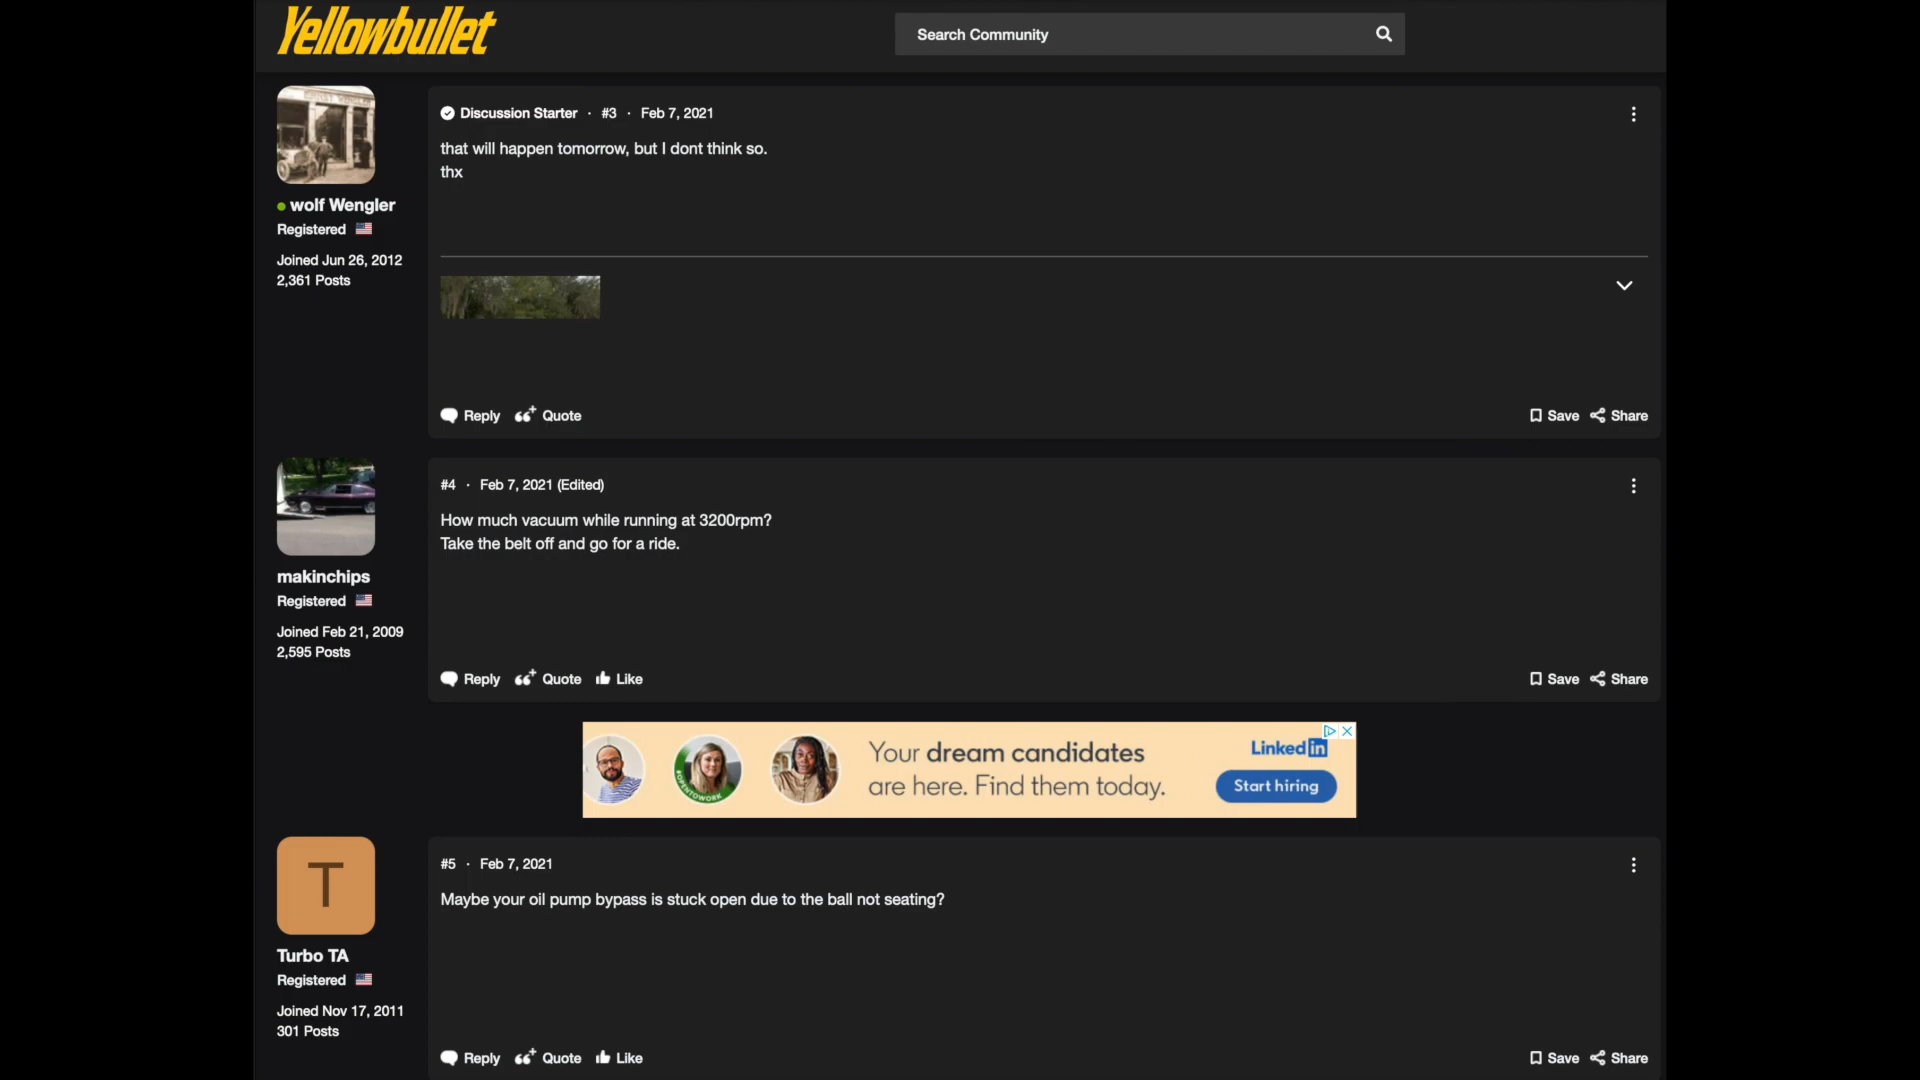 Yellowbullet
Search Community
Discussion Starter · #3 · Feb 7, 2021
that will happen tomorrow, but I dont think so.
thx
wolf Wengler
Registered
Joined Jun 26, 2012
2,361 Posts
Reply Quote Save Share
#4 · Feb 7, 2021 (Edited)
How much vacuum while running at 3200rpm?
Take the belt off and go for a ride.
makinchips
Registered
Joined Feb 21, 2009
2,595 Posts
Reply Quote Like Save Share
Your dream candidates
are here. Find them today.
#OPENTOWORK
Linked in
Start hiring
T
#5 · Feb 7, 2021
Maybe your oil pump bypass is stuck open due to the ball not seating?
Turbo TA
Registered
Joined Nov 17, 2011
301 Posts
Reply Quote Like Save Share